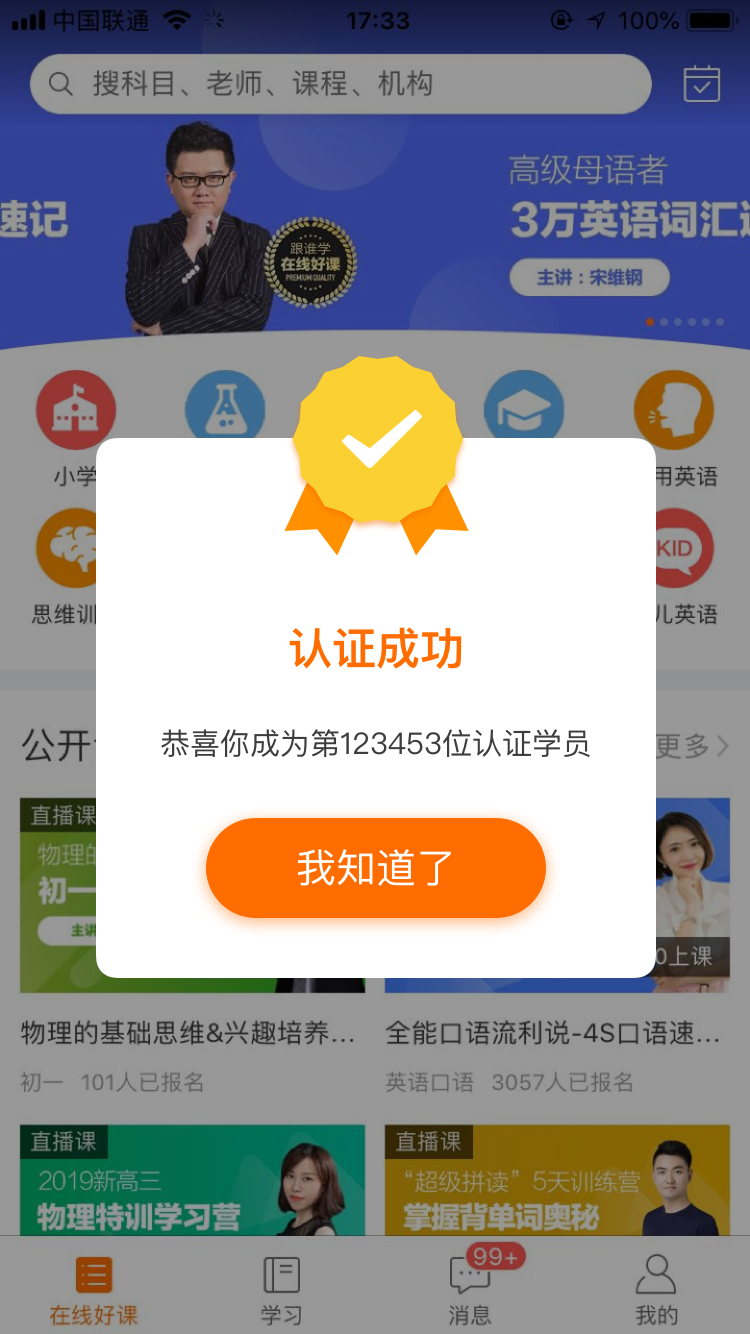 中国联通
17:33
100%
搜科目、老师、课程、机构
速记
跟谁学
在线好课
PREMIUM QUALITY
高级母语者
3万英语词汇
主讲：宋维钢
小学
用英语
思维训
KID
儿英语
认证成功
恭喜你成为第123453位认证学员
我知道了
公开
更多
直播课
物理的
初一
主讲
0上课
物理的基础思维&兴趣培养...
初一 101人已报名
全能口语流利说-4S口语速...
英语口语 3057人已报名
直播课
2019新高三
物理特训学习营
直播课
“超级拼读”5天训练营
掌握背单词奥秘
在线好课
学习
99+
消息
我的